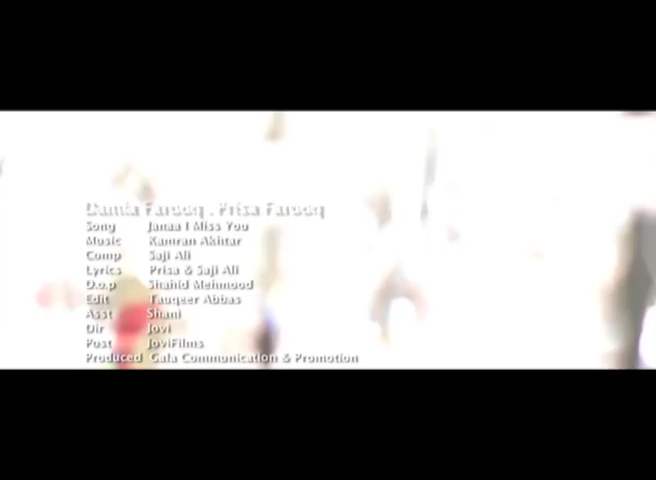 Damia Farooq . Prisa Farooq
Song Janaa I Miss You
Music Kamran Akhtar
Comp Saji Ali
Lyrics Prisa & Saji Ali
D.o.p Shahid Mehmood
Edit Tauqeer Abbas
Asst Shani
Dir Jovi
Post JoviFilms
Produced Gala Communication & Promotion